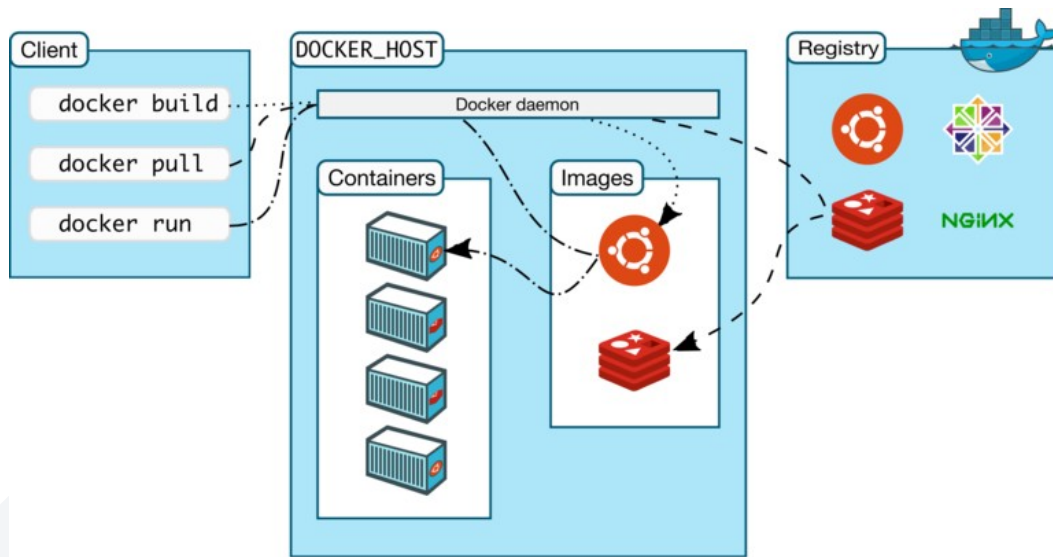 Client
docker build
docker pull
docker run
DOCKER_HOST
Docker daemon
Containers
Images
Registry
NGiNX